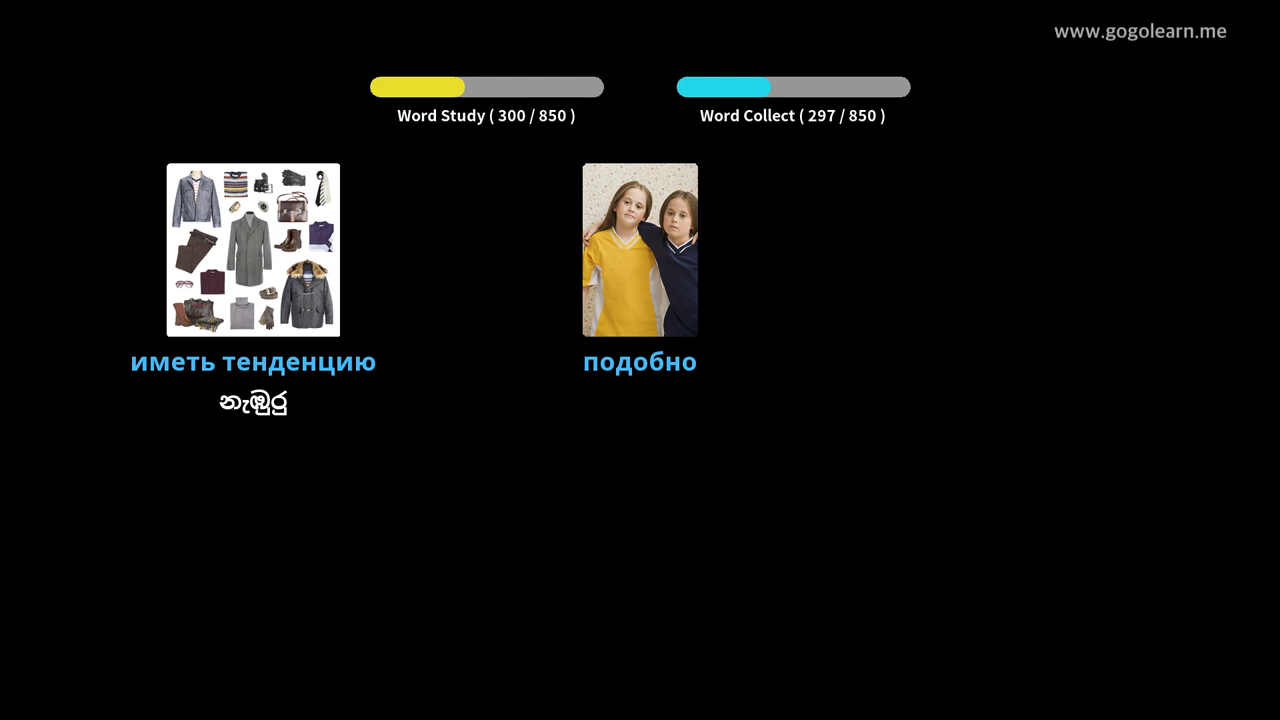 www.gogolearn.me
Word Study ( 300 / 850 )
Word Collect ( 297 / 850 )
иметь тенденцию
නැඹුරු
подобно